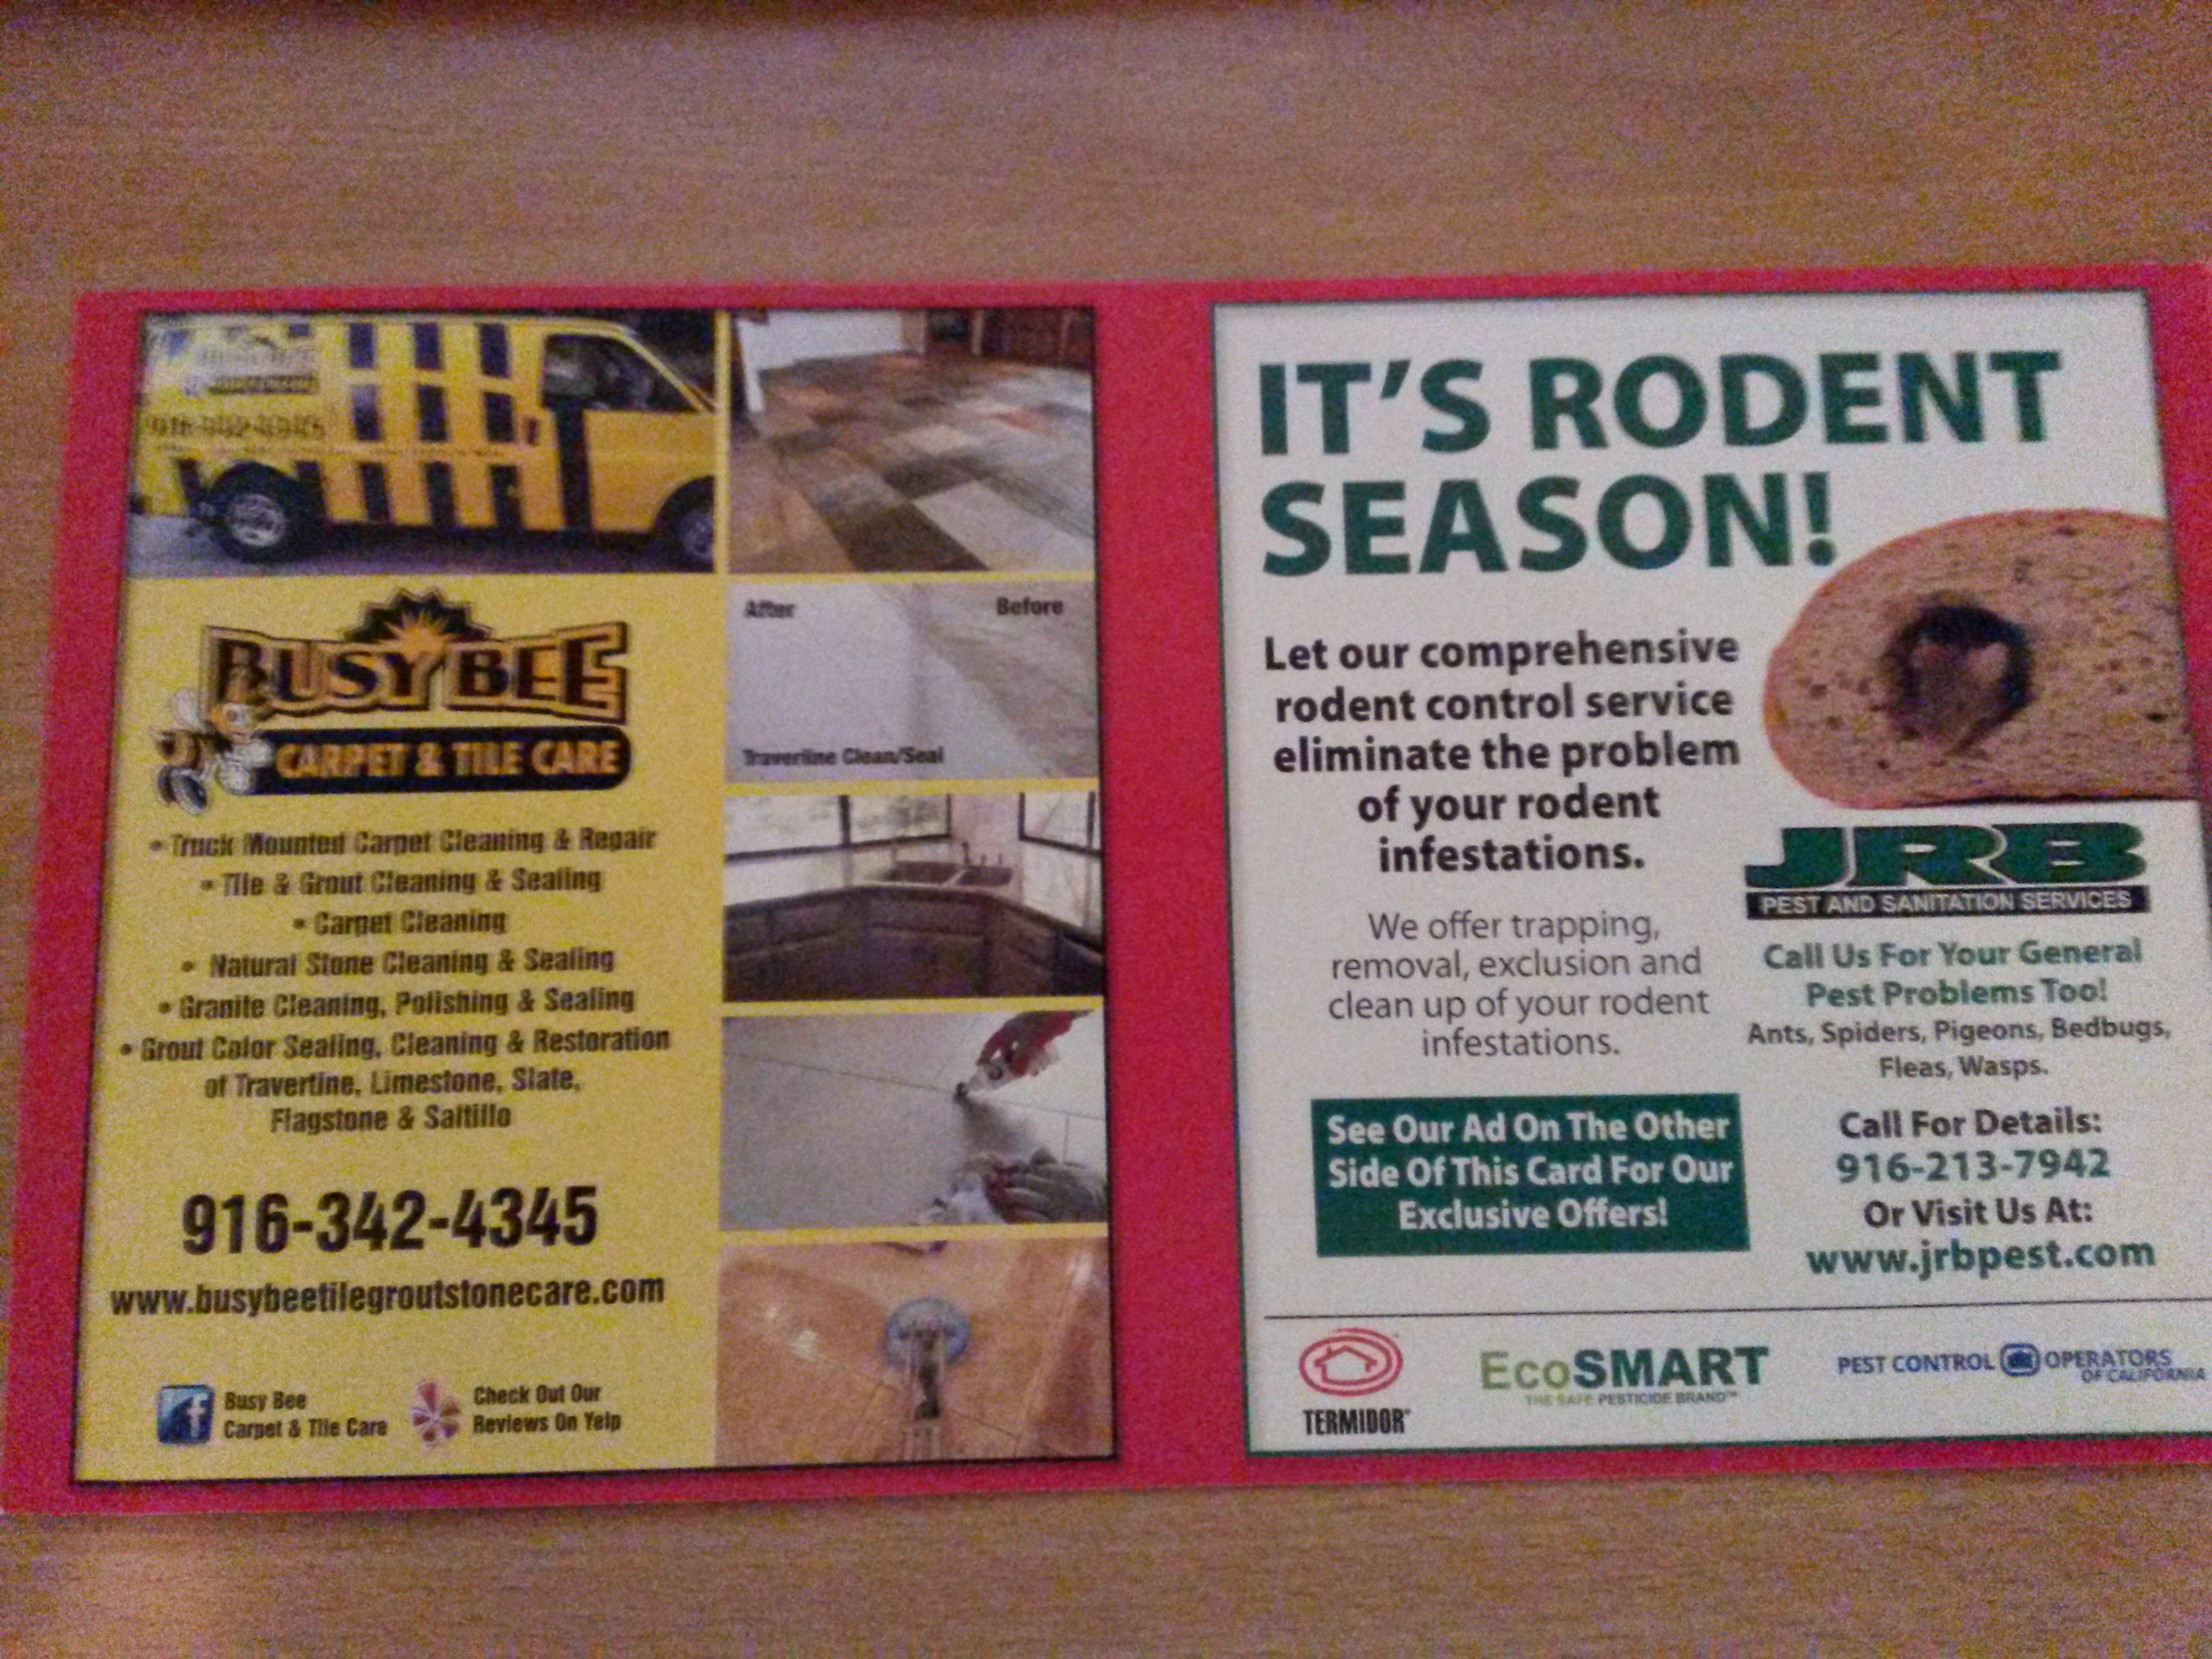 916-342-4345
BUSY BEE
CARPET & TILE CARE
• Truck Mounted Carpet Cleaning & Repair
• Tile & Grout Cleaning & Sealing
• Carpet Cleaning
• Natural Stone Cleaning & Sealing
• Granite Cleaning, Polishing & Sealing
• Grout Color Sealing, Cleaning & Restoration
of Travertine, Limestone, Slate,
Flagstone & Saltillo
916-342-4345
www.busybeetilegroutstonecare.com
Busy Bee
Carpet & Tile Care
Check Out Our
Reviews On Yelp
After
Before
Travertine Clean/Seal
IT'S RODENT
SEASON!
Let our comprehensive
rodent control service
eliminate the problem
of your rodent
infestations.
We offer trapping,
removal, exclusion and
clean up of your rodent
infestations.
See Our Ad On The Other
Side Of This Card For Our
Exclusive Offers!
JRB
PEST AND SANITATION SERVICES
Call Us For Your General
Pest Problems Too!
Ants, Spiders, Pigeons, Bedbugs,
Fleas, Wasps.
Call For Details:
916-213-7942
Or Visit Us At:
www.jrbpest.com
TERMIDOR
EcoSMART
THE SAFE PESTICIDE BRAND™
PEST CONTROL OPERATORS
OF CALIFORNIA